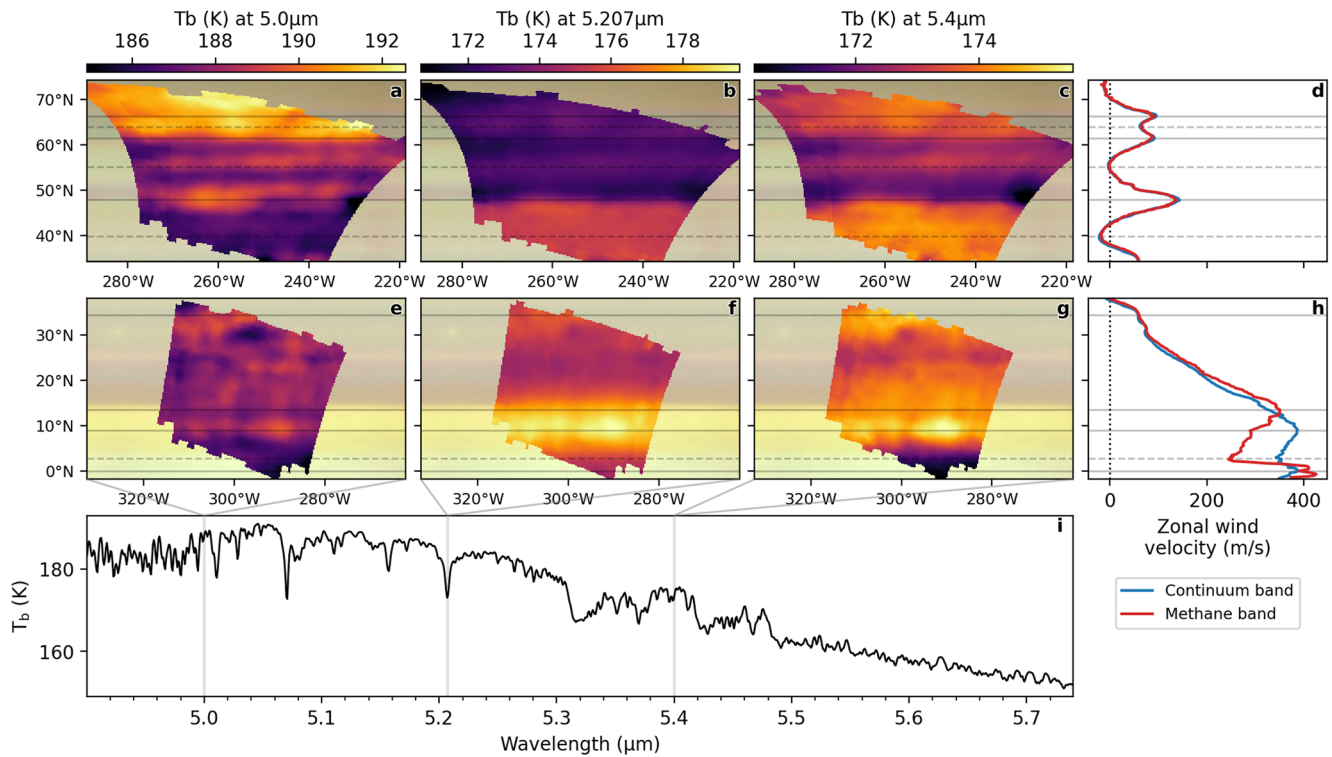 Tb (K) at 5.0μm Tb (K) at 5.207μm Tb (K) at 5.4μm
186 188 190 192 172 174 176 178 172 174
a b c d
70°N
60°N
50°N
40°N
280°W 260°W 240°W 220°W 280°W 260°W 240°W 220°W 280°W 260°W 240°W 220°W
e f g h
30°N
20°N
10°N
0°N
320°W 300°W 280°W 320°W 300°W 280°W 320°W 300°W 280°W 0 200 400
Zonal wind
velocity (m/s)
i
180
160
Tb (K)
Continuum band
Methane band
5.0 5.1 5.2 5.3 5.4 5.5 5.6 5.7
Wavelength (μm)